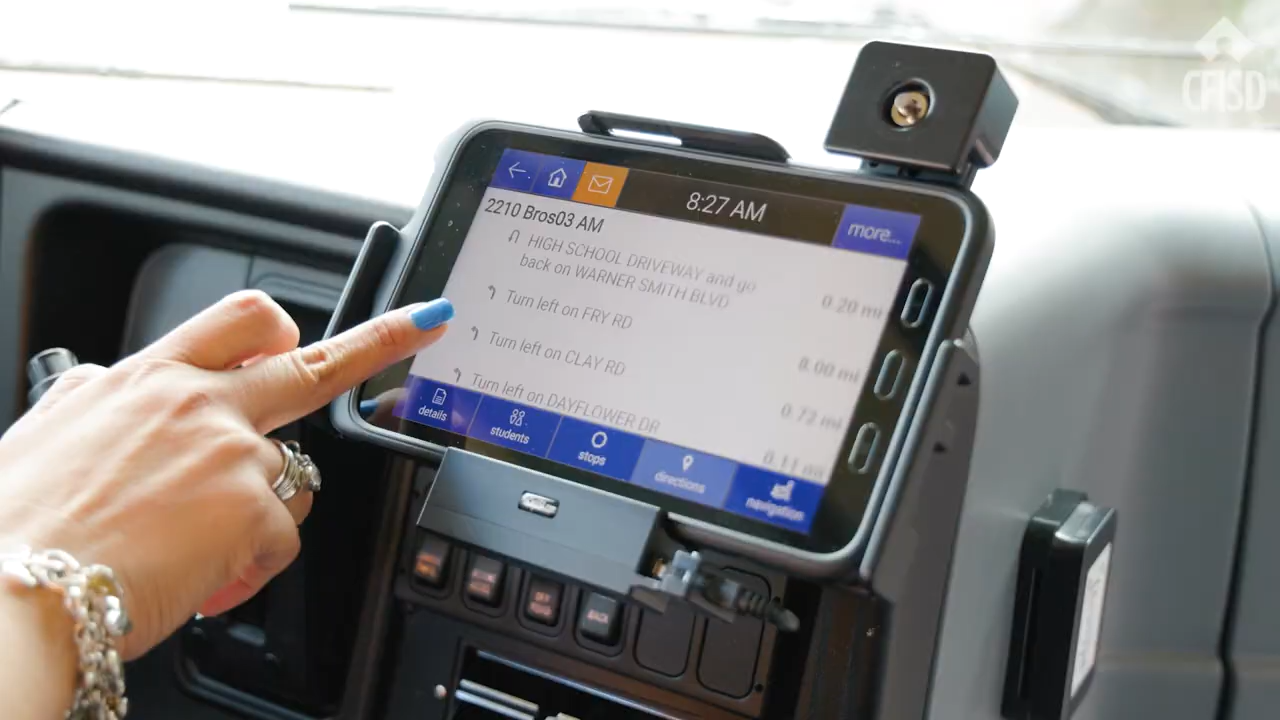 CFISD
8:27 AM
more...
2210 Bros03 AM
HIGH SCHOOL DRIVEWAY and go
back on WARNER SMITH BLVD
0.20 mi
Turn left on FRY RD
8.00 mi
Turn left on CLAY RD
0.72 mi
Turn left on DAYFLOWER DR
0.11 mi
details
students
stops
directions
navigation